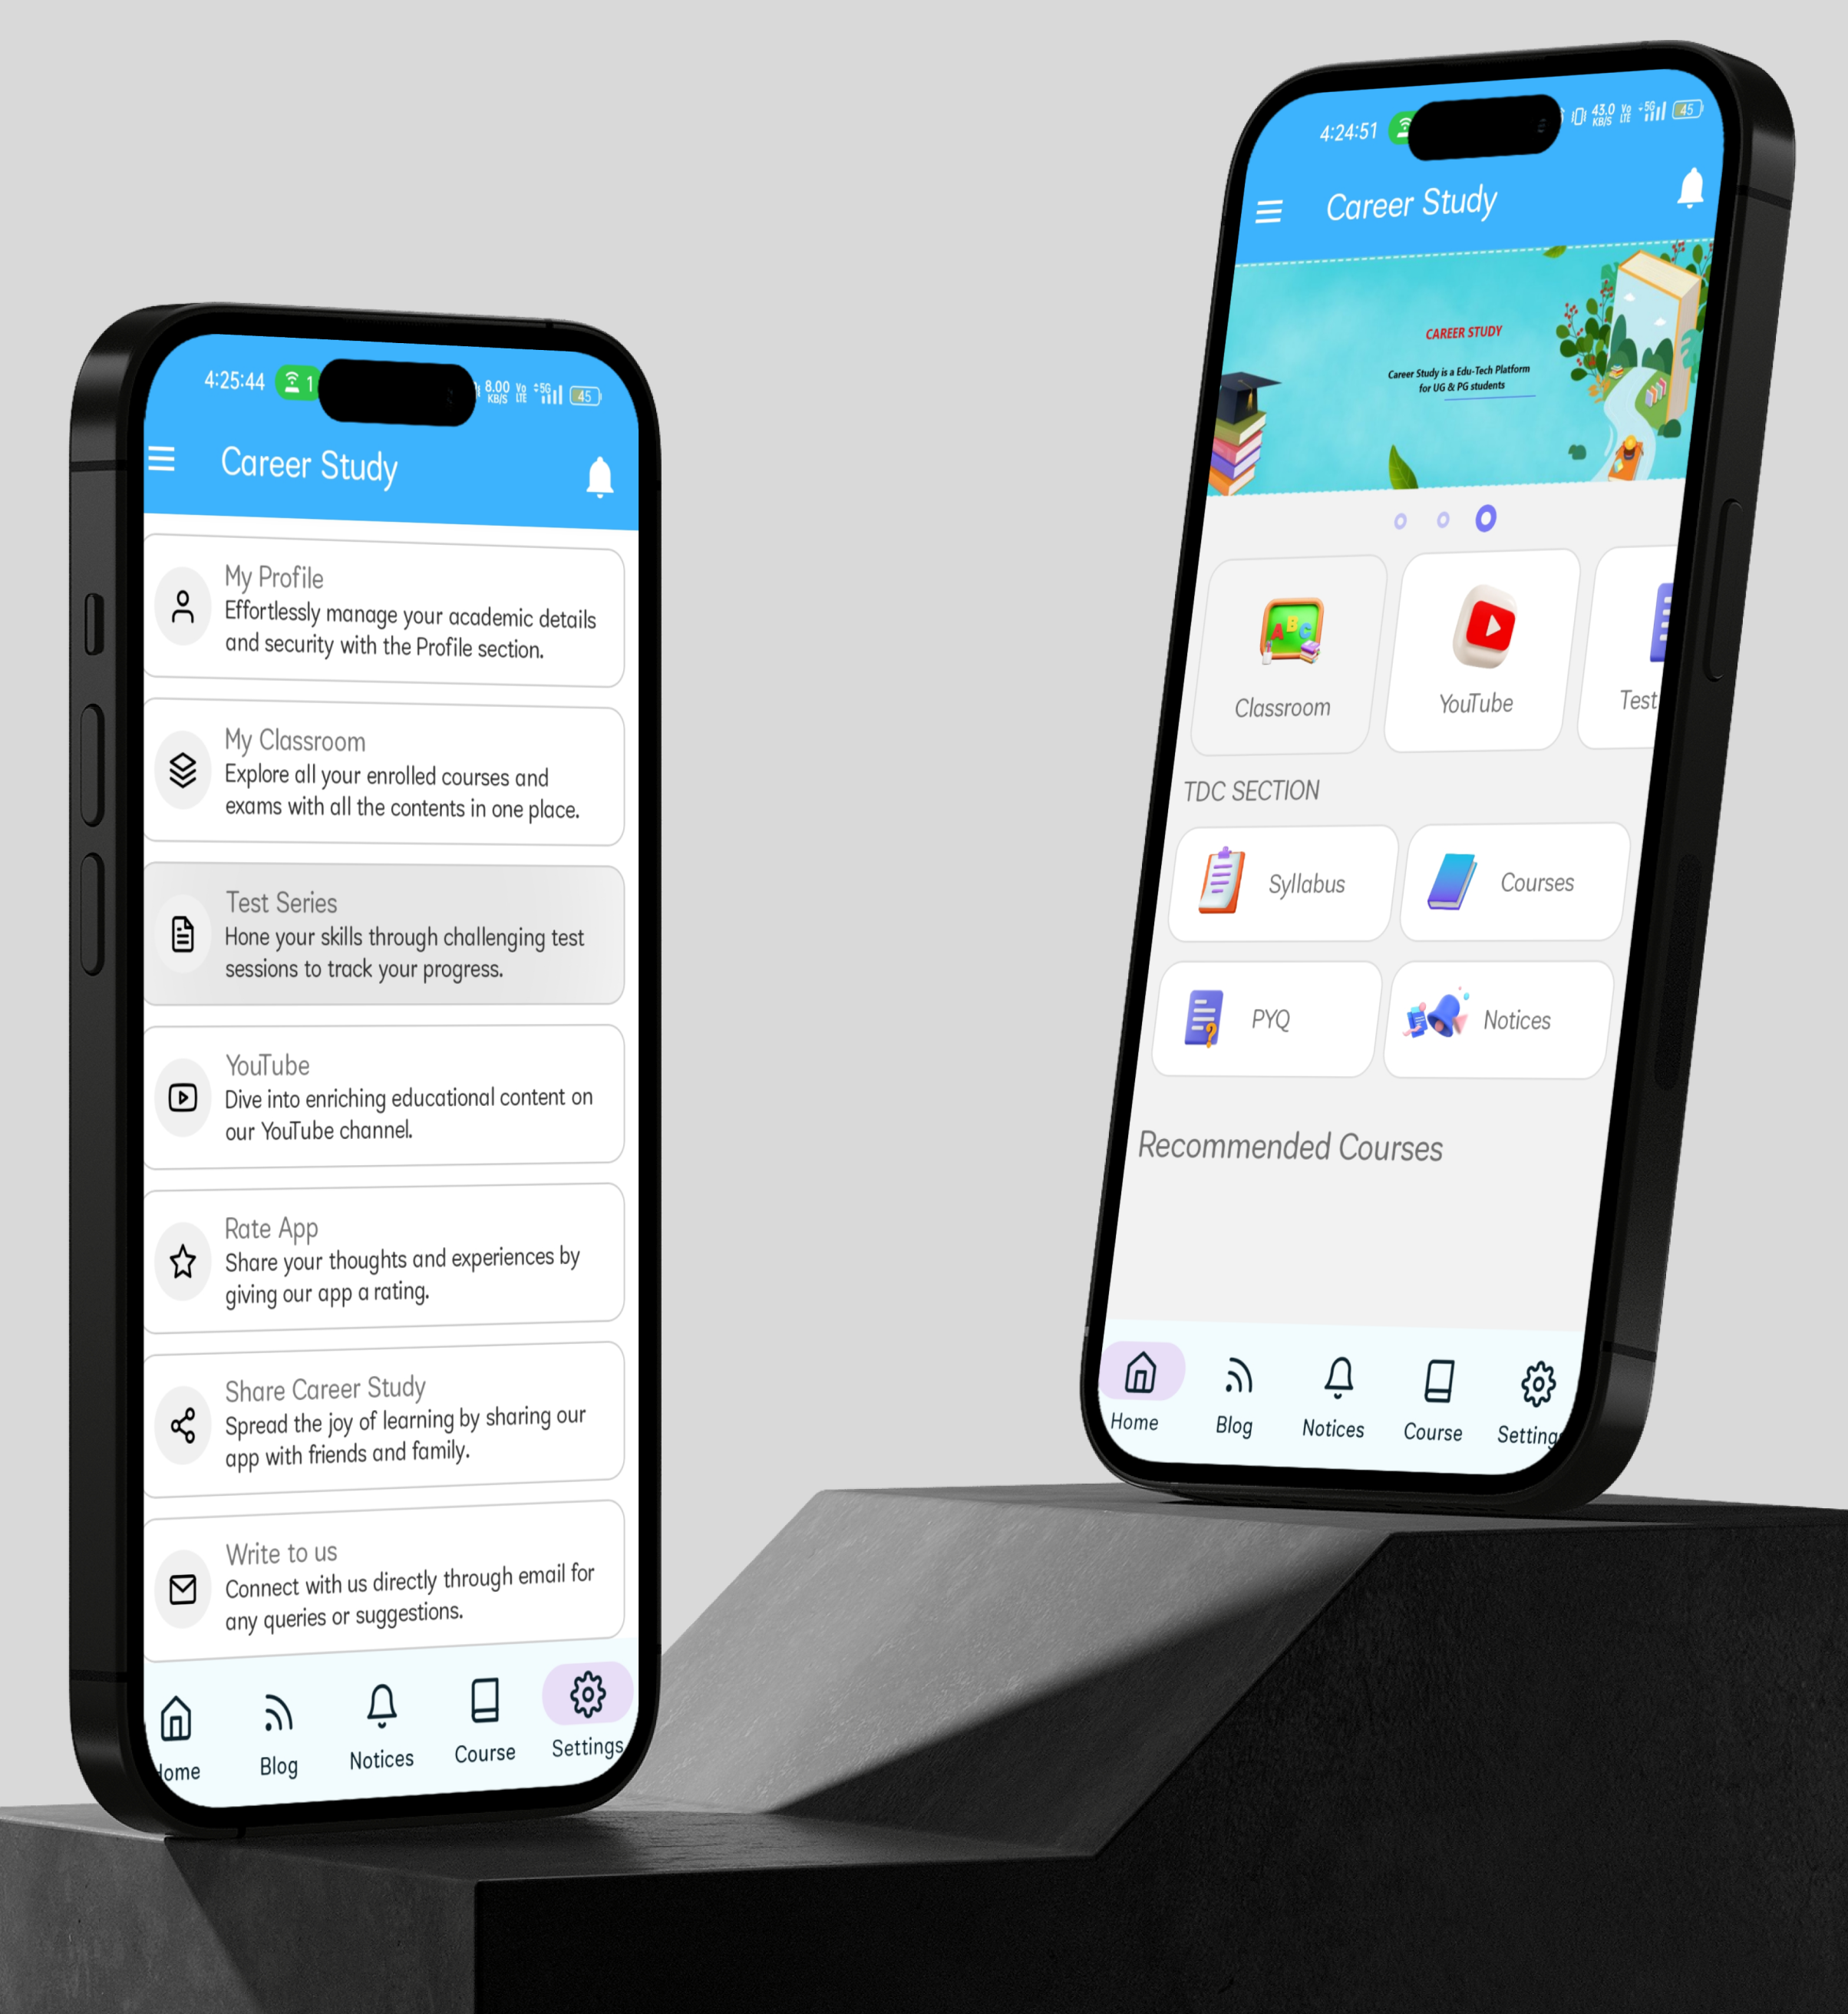 4:25:44
1
8.00
KB/S
Vo
LTE
5G
45
Career Study
My Profile
Effortlessly manage your academic details
and security with the Profile section.
My Classroom
Explore all your enrolled courses and
exams with all the contents in one place.
Test Series
Hone your skills through challenging test
sessions to track your progress.
YouTube
Dive into enriching educational content on
our YouTube channel.
Rate App
Share your thoughts and experiences by
giving our app a rating.
Share Career Study
Spread the joy of learning by sharing our
app with friends and family.
Write to us
Connect with us directly through email for
any queries or suggestions.
Home Blog Notices Course Settings
4:24:51
43.0
KB/S
Vo
LTE
5G
45
Career Study
CAREER STUDY
Career Study is a Edu-Tech Platform
for UG & PG students
A B C
Classroom
YouTube
Test
TDC SECTION
Syllabus
Courses
PYQ
Notices
Recommended Courses
Home Blog Notices Course Settings